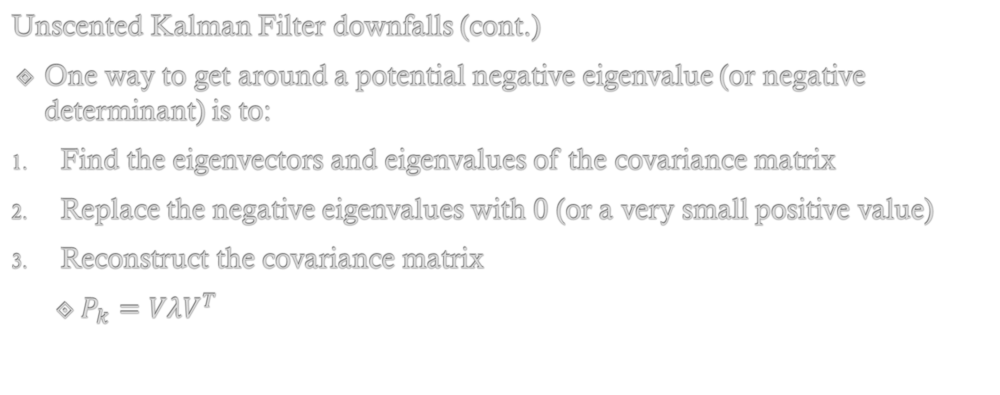 Unscented Kalman Filter downfalls (cont.)
One way to get around a potential negative eigenvalue (or negative
determinant) is to:
1. Find the eigenvectors and eigenvalues of the covariance matrix
2. Replace the negative eigenvalues with 0 (or a very small positive value)
3. Reconstruct the covariance matrix
P_k = VλV^T